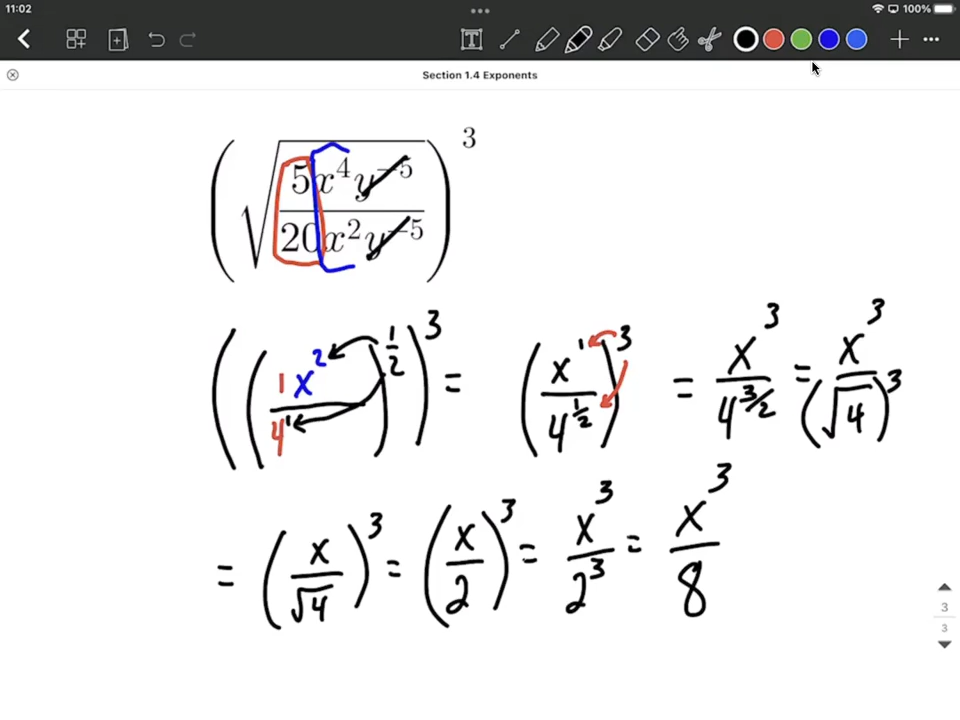 11:02
100%
T
Section 1.4 Exponents
(√(5x⁴y⁻⁵ / 20x²y⁻⁵))³
((1x² / 4¹)^(1/2))³ = (x¹ / 4^(1/2))³ = x³ / 4^(3/2) = x³ / (√4)³
= (x / √4)³ = (x / 2)³ = x³ / 2³ = x³ / 8
3
3